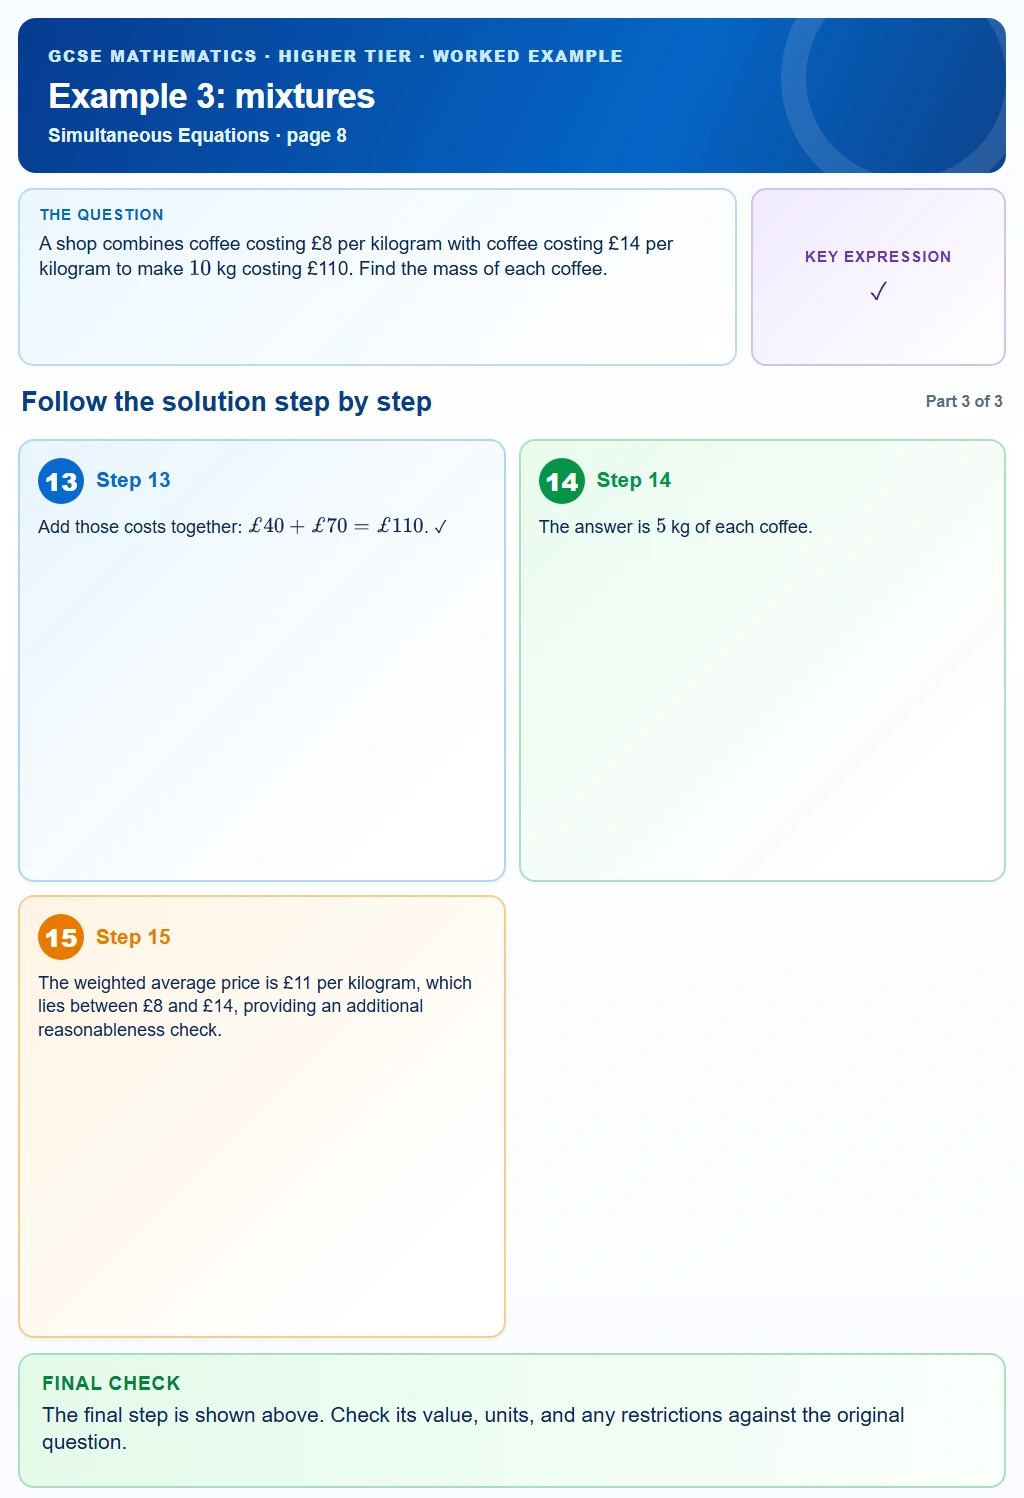 GCSE MATHEMATICS · HIGHER TIER · WORKED EXAMPLE
Example 3: mixtures
Simultaneous Equations · page 8
THE QUESTION
A shop combines coffee costing £8 per kilogram with coffee costing £14 per
kilogram to make 10 kg costing £110. Find the mass of each coffee.
KEY EXPRESSION
✓
Follow the solution step by step
Part 3 of 3
13 Step 13
Add those costs together: £40 + £70 = £110. ✓
14 Step 14
The answer is 5 kg of each coffee.
15 Step 15
The weighted average price is £11 per kilogram, which
lies between £8 and £14, providing an additional
reasonableness check.
FINAL CHECK
The final step is shown above. Check its value, units, and any restrictions against the original
question.